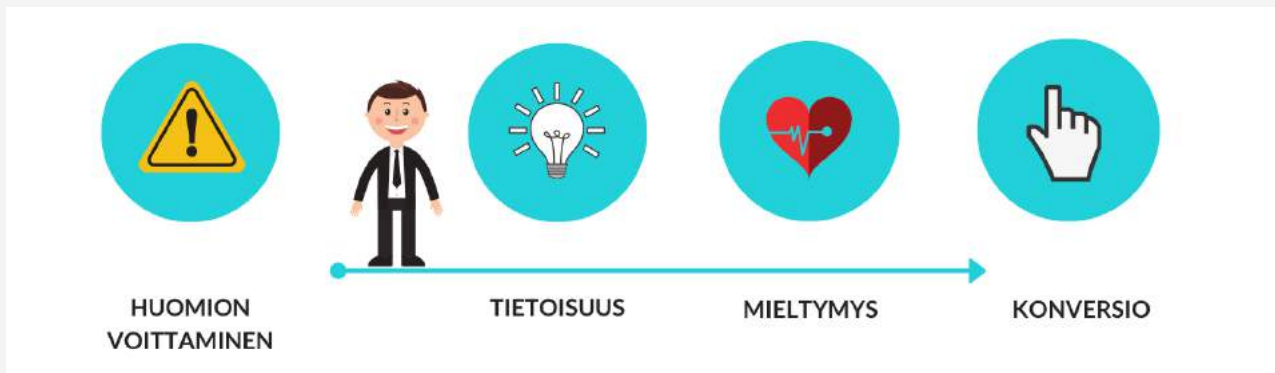 HUOMION
VOITTAMINEN
TIETOISUUS
MIELTYMYS
KONVERSIO